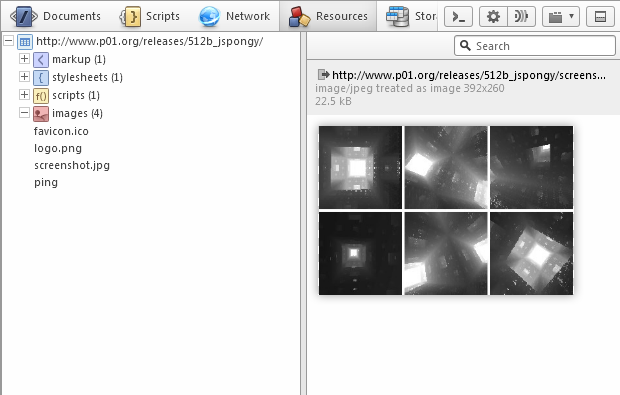 Documents Scripts Network Resources Stor
http://www.p01.org/releases/512b_jspongy/
markup (1)
stylesheets (1)
f() scripts (1)
images (4)
favicon.ico
logo.png
screenshot.jpg
ping
Search
http://www.p01.org/releases/512b_jspongy/screens...
image/jpeg treated as image 392x260
22.5 kB